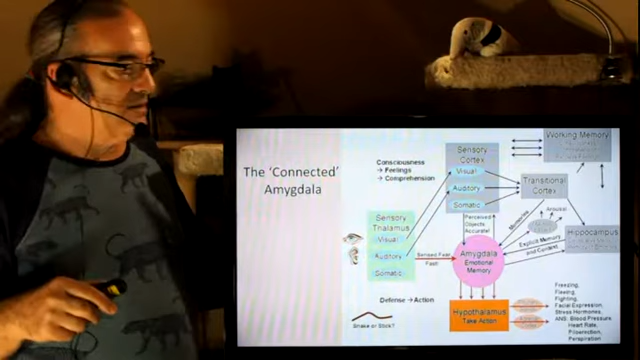 The 'Connected'
Amygdala
Consciousness
→ Feelings
→ Comprehension
Sensory
Cortex
Visual
Auditory
Somatic
Working Memory
Transitional
Cortex
Sensory
Thalamus
Visual
Auditory
Somatic
Perceived
Objects
Accurate!
Memories
Arousal
Hippocampus
Explicit Memory
and Context
Sensed Fast
Fast!
Amygdala
Emotional
Memory
Defense → Action
Snake or Stick?
Hypothalamus
Take Action
Freezing,
Fleeing,
Fighting,
Facial Expression,
Stress Hormones,
ANS: Blood Pressure,
Heart Rate,
Piloerection,
Perspiration